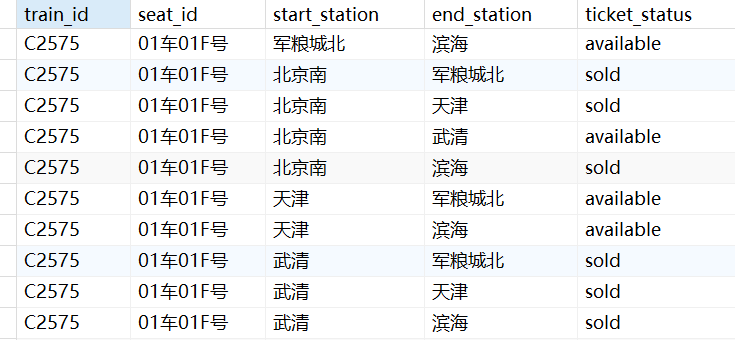 train_id seat_id start_station end_station ticket_status
C2575 01车01F号 军粮城北 滨海 available
C2575 01车01F号 北京南 军粮城北 sold
C2575 01车01F号 北京南 天津 sold
C2575 01车01F号 北京南 武清 available
C2575 01车01F号 北京南 滨海 sold
C2575 01车01F号 天津 军粮城北 available
C2575 01车01F号 天津 滨海 available
C2575 01车01F号 武清 军粮城北 sold
C2575 01车01F号 武清 天津 sold
C2575 01车01F号 武清 滨海 sold